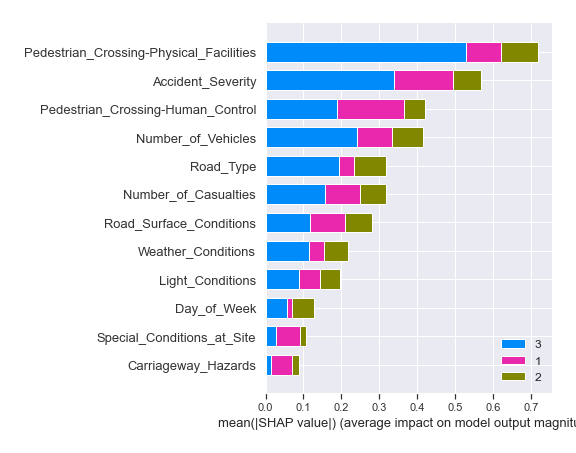 Pedestrian_Crossing-Physical_Facilities
Accident_Severity
Pedestrian_Crossing-Human_Control
Number_of_Vehicles
Road_Type
Number_of_Casualties
Road_Surface_Conditions
Weather_Conditions
Light_Conditions
Day_of_Week
Special_Conditions_at_Site
Carriageway_Hazards
3
1
2
0.0 0.1 0.2 0.3 0.4 0.5 0.6 0.7
mean(|SHAP value|) (average impact on model output magnitu